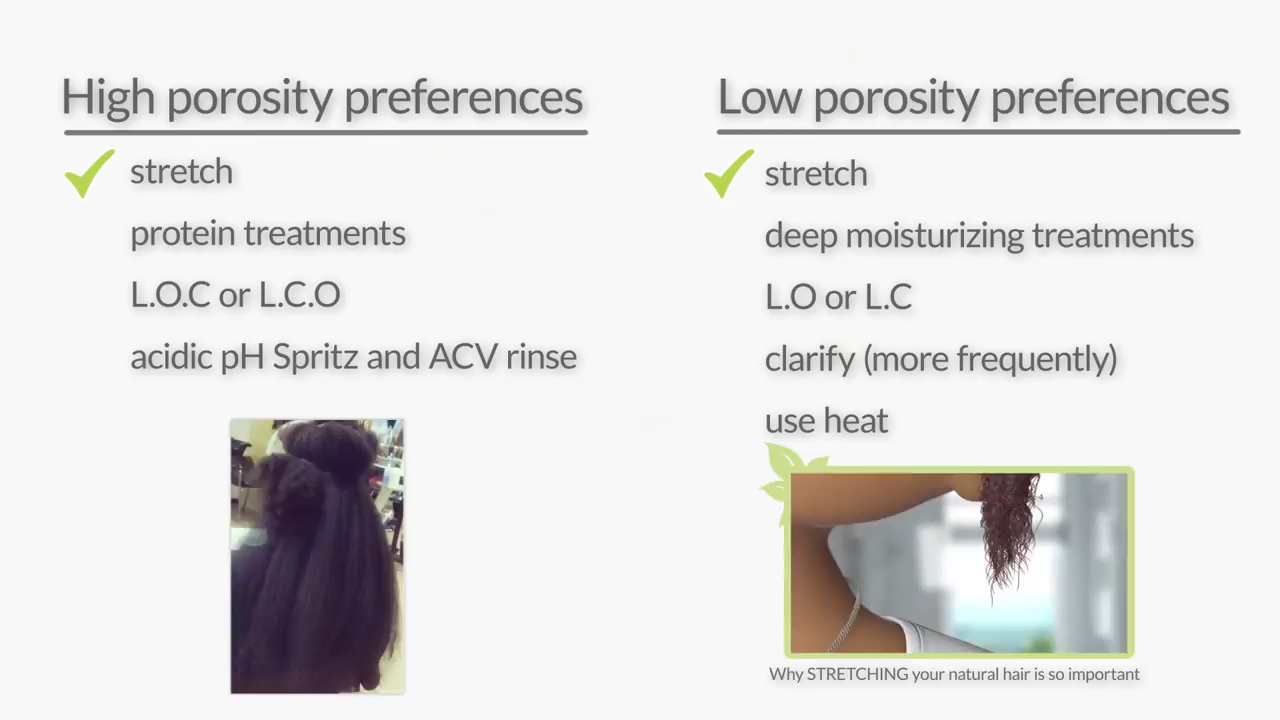 High porosity preferences
stretch
protein treatments
L.O.C or L.C.O
acidic pH Spritz and ACV rinse
Low porosity preferences
stretch
deep moisturizing treatments
L.O or L.C
clarify (more frequently)
use heat
Why STRETCHING your natural hair is so important